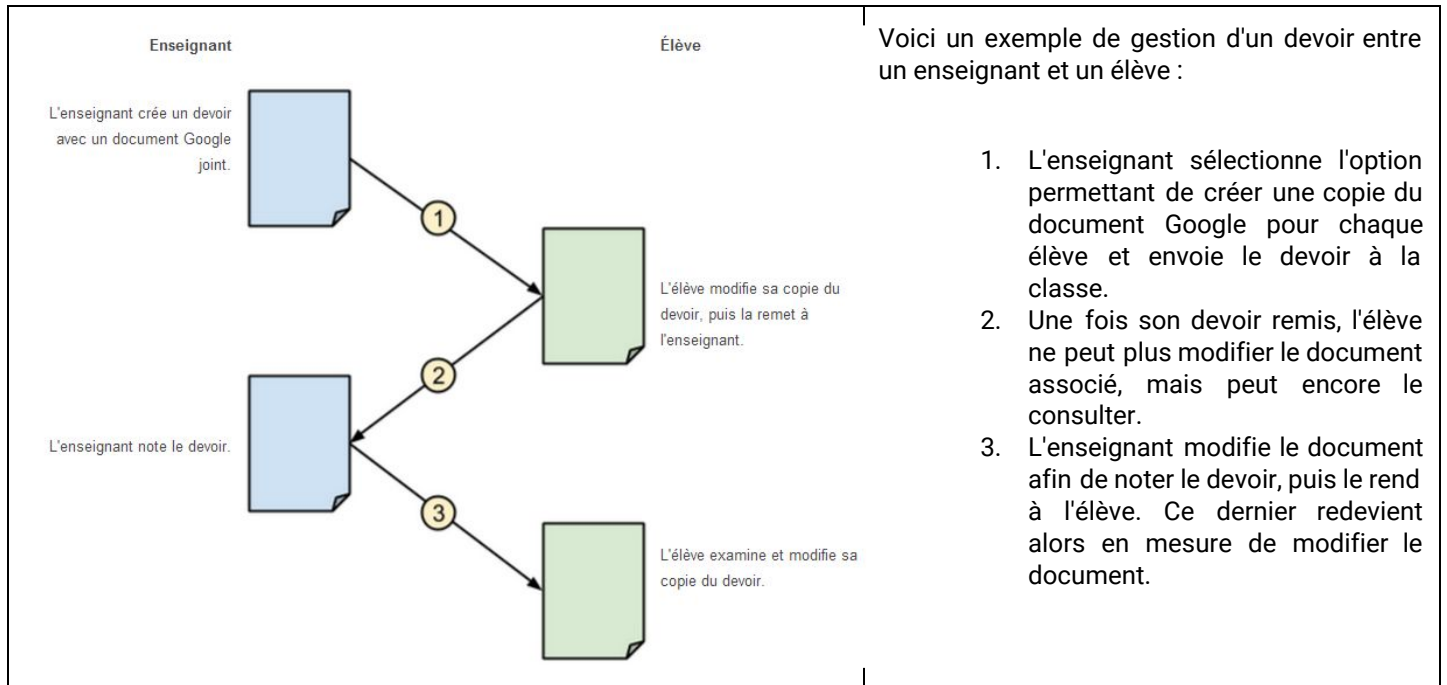 Enseignant
Élève
L'enseignant crée un devoir
avec un document Google
joint.
1
L'élève modifie sa copie du
devoir, puis la remet à
l'enseignant.
2
L'enseignant note le devoir.
3
L'élève examine et modifie sa
copie du devoir.
Voici un exemple de gestion d'un devoir entre
un enseignant et un élève :
1. L'enseignant sélectionne l'option
permettant de créer une copie du
document Google pour chaque
élève et envoie le devoir à la
classe.
2. Une fois son devoir remis, l'élève
ne peut plus modifier le document
associé, mais peut encore le
consulter.
3. L'enseignant modifie le document
afin de noter le devoir, puis le rend
à l'élève. Ce dernier redevient
alors en mesure de modifier le
document.